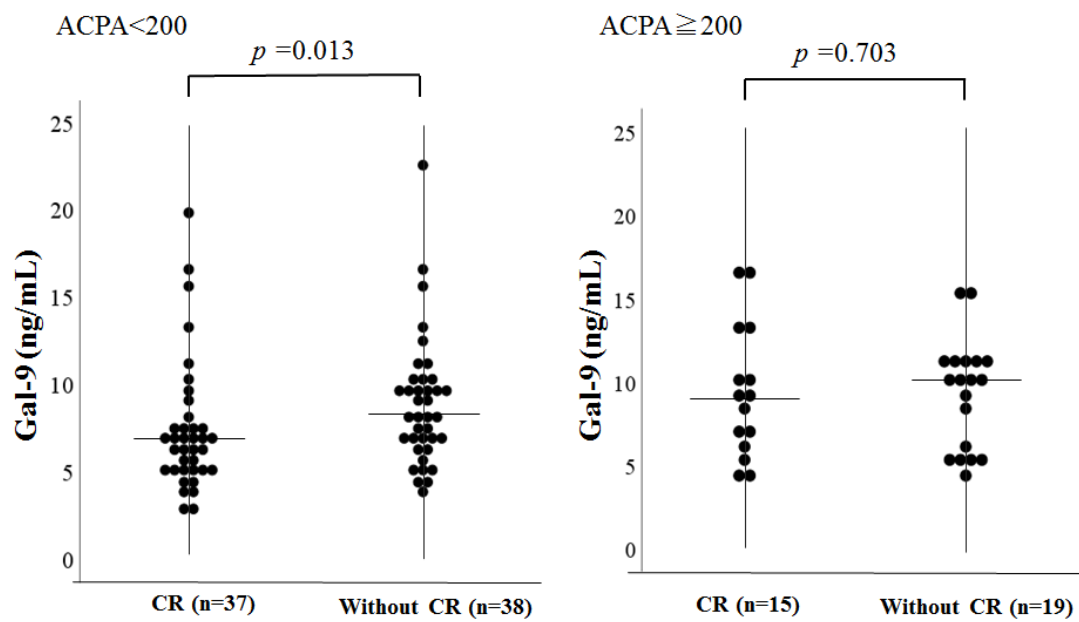 ACPA<200
p =0.013
Gal-9 (ng/mL)
25
20
15
10
5
0
CR (n=37)
Without CR (n=38)
ACPA≧200
p =0.703
Gal-9 (ng/mL)
25
20
15
10
5
0
CR (n=15)
Without CR (n=19)